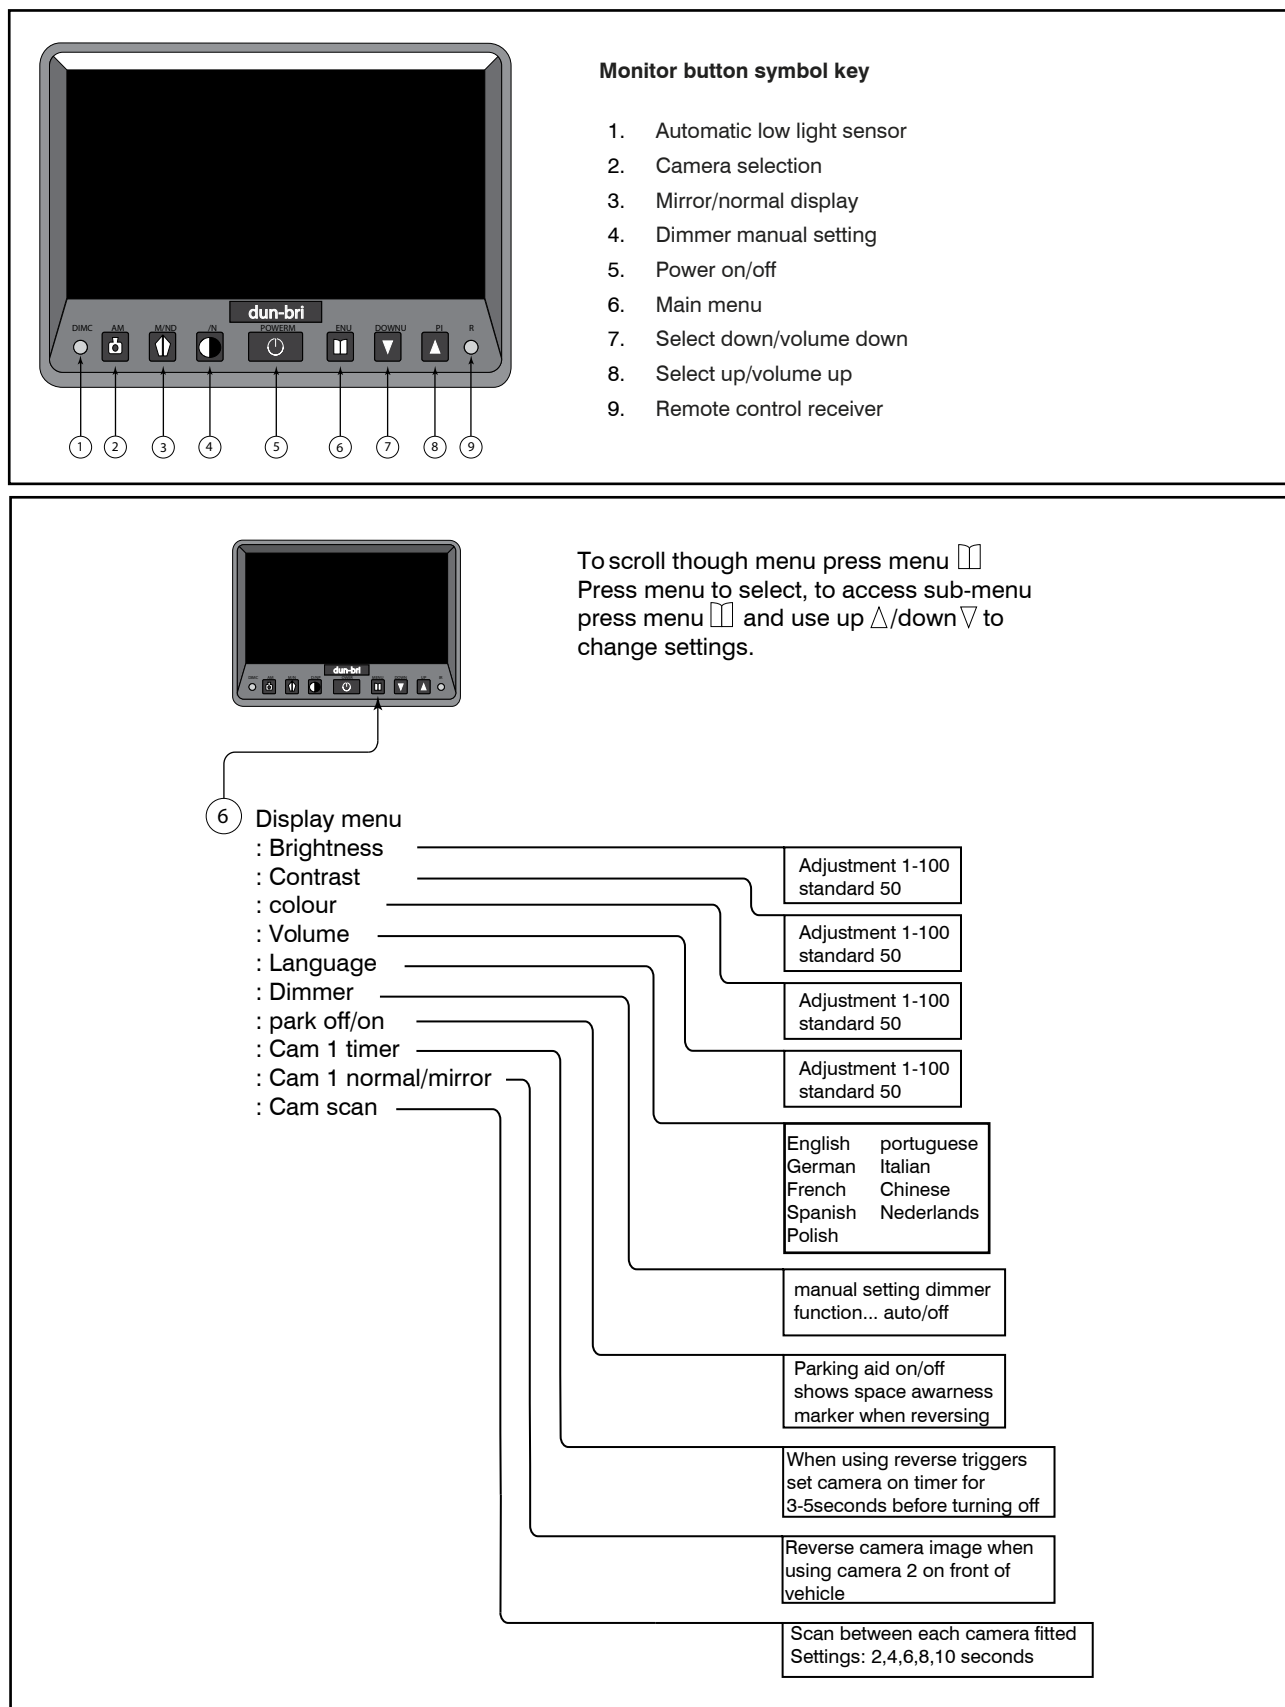 Monitor button symbol key
1. Automatic low light sensor
2. Camera selection
3. Mirror/normal display
4. Dimmer manual setting
5. Power on/off
6. Main menu
7. Select down/volume down
8. Select up/volume up
9. Remote control receiver
dun-bri
DIMC AM M/ND /N POWERM ENU DOWNU PI R
1 2 3 4 5 6 7 8 9
To scroll though menu press menu
Press menu to select, to access sub-menu
press menu and use up △/down ▽ to
change settings.
dun-bri
6 Display menu
: Brightness
: Contrast
: colour
: Volume
: Language
: Dimmer
: park off/on
: Cam 1 timer
: Cam 1 normal/mirror
: Cam scan
Adjustment 1-100
standard 50
Adjustment 1-100
standard 50
Adjustment 1-100
standard 50
Adjustment 1-100
standard 50
English portuguese
German Italian
French Chinese
Spanish Nederlands
Polish
manual setting dimmer
function... auto/off
Parking aid on/off
shows space awarness
marker when reversing
When using reverse triggers
set camera on timer for
3-5seconds before turning off
Reverse camera image when
using camera 2 on front of
vehicle
Scan between each camera fitted
Settings: 2,4,6,8,10 seconds